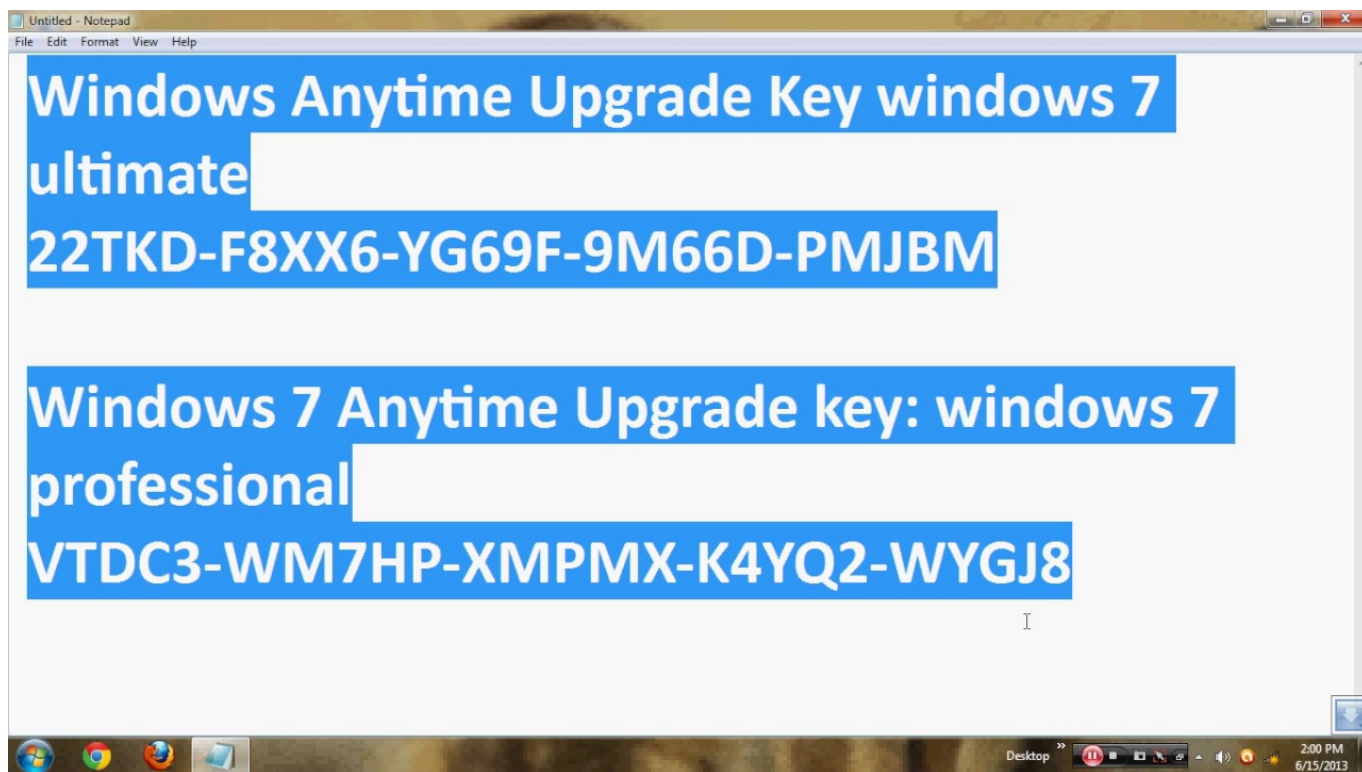 Untitled - Notepad
File Edit Format View Help
Windows Anytime Upgrade Key windows 7
ultimate
22TKD-F8XX6-YG69F-9M66D-PMJBM
Windows 7 Anytime Upgrade key: windows 7
professional
VTDC3-WM7HP-XMPMX-K4YQ2-WYGJ8
Desktop
2:00 PM
6/15/2013